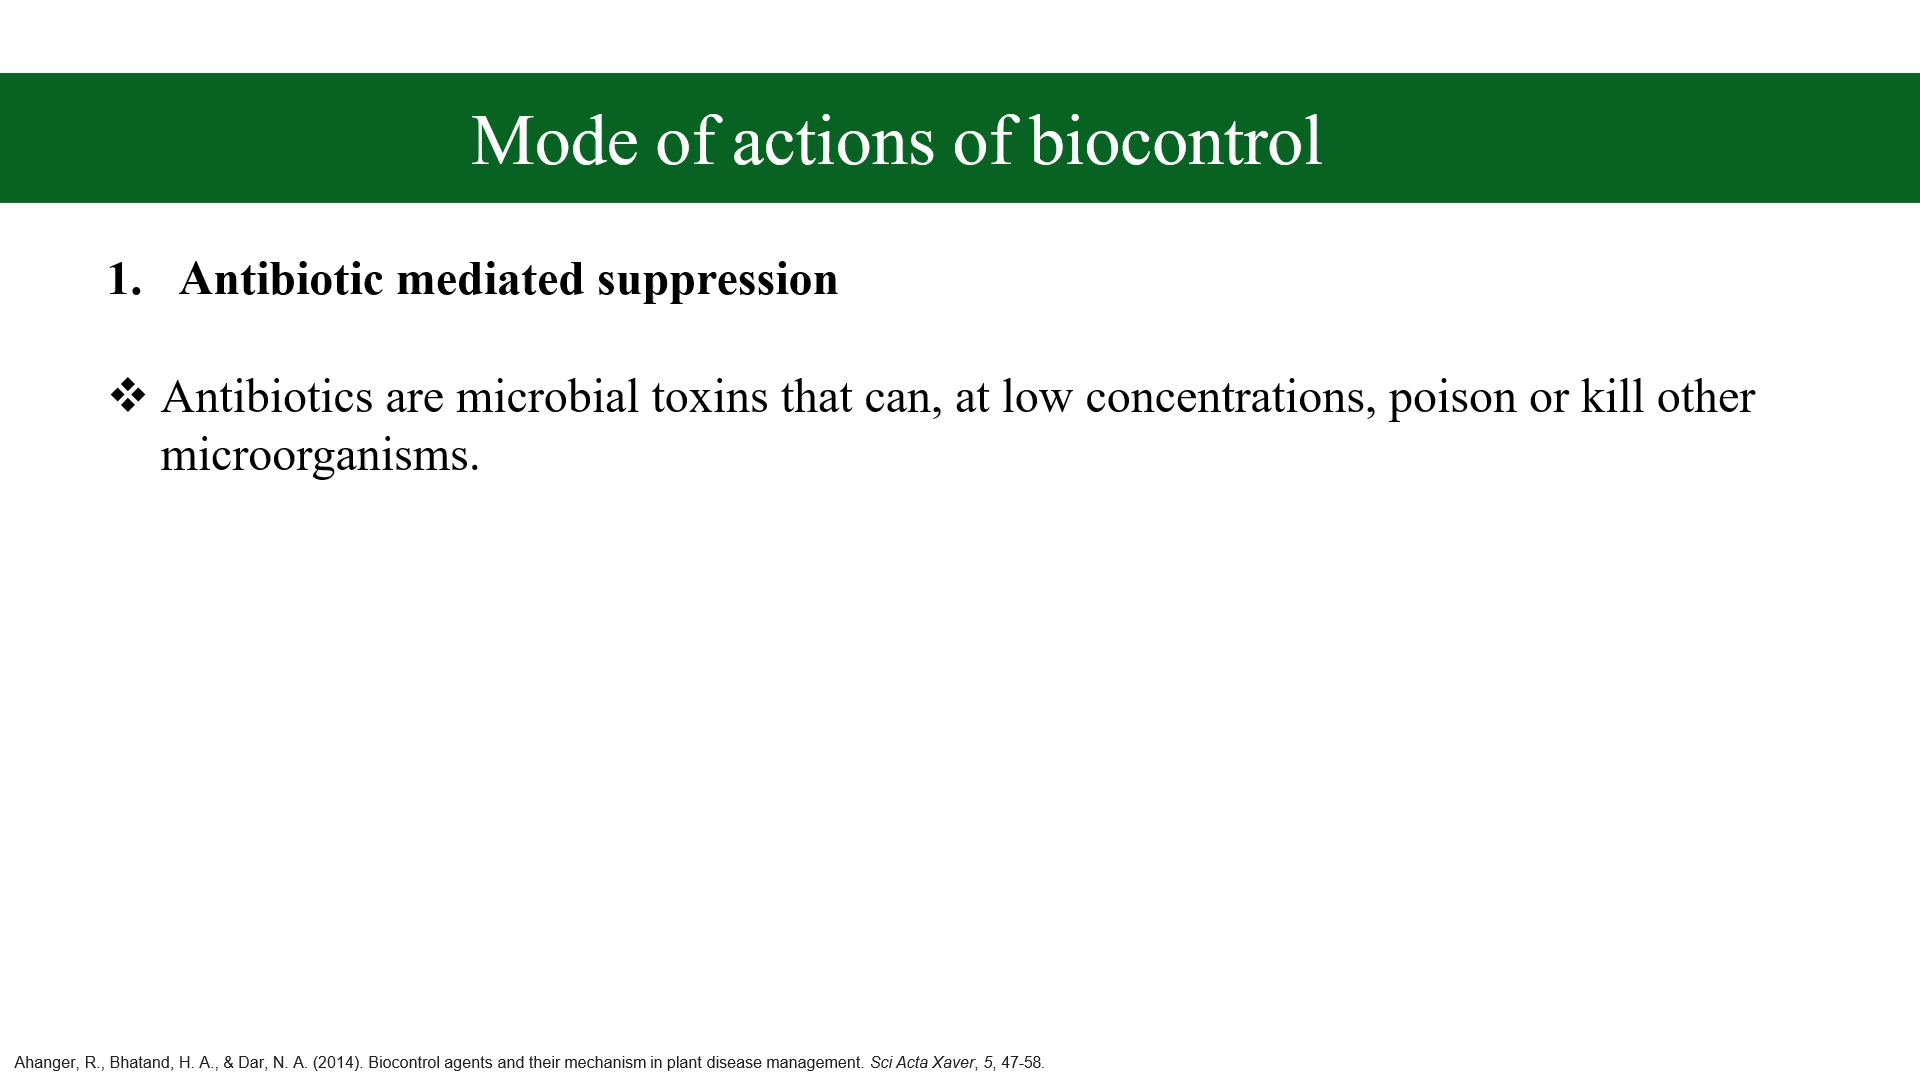 Mode of actions of biocontrol
1. Antibiotic mediated suppression
❖ Antibiotics are microbial toxins that can, at low concentrations, poison or kill other
microorganisms.
Ahanger, R., Bhatand, H. A., & Dar, N. A. (2014). Biocontrol agents and their mechanism in plant disease management. Sci Acta Xaver, 5, 47-58.